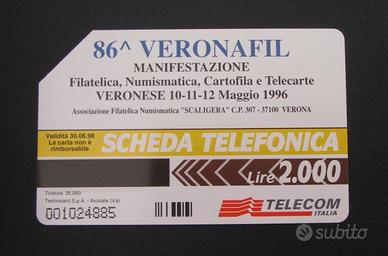 86^ VERONAFIL
MANIFESTAZIONE
Filatelica, Numismatica, Cartofila e Telecarte
VERONESE 10-11-12 Maggio 1996
Associazione Filatelica Numismatica "SCALIGERA" C.P. 307 - 37100 VERONA
Validità 30.06.98
La carta non è
rimborsabile
SCHEDA TELEFONICA
Lire 2.000
Tiratura: 35.000
Technicard S.p.A. - Arcisate (Va)
001024885
TELECOM
ITALIA
subito